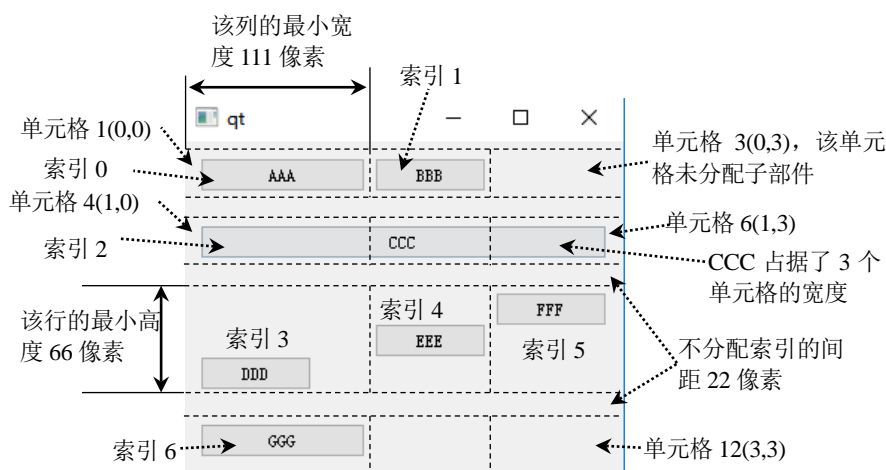 该列的最小宽
度 111 像素
索引 1
qt
单元格 1(0,0)
单元格 3(0,3)，该单元
格未分配子部件
索引 0
AAA
BBB
单元格 4(1,0)
单元格 6(1,3)
索引 2
CCC
CCC 占据了 3 个
单元格的宽度
该行的最小高
度 66 像素
索引 3
DDD
索引 4
EEE
FFF
索引 5
不分配索引的间
距 22 像素
索引 6
GGG
单元格 12(3,3)